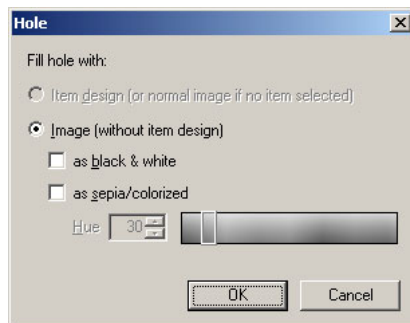 Hole
Fill hole with:
Item design (or normal image if no item selected)
Image (without item design)
as black & white
as sepia/colorized
Hue 30
OK Cancel